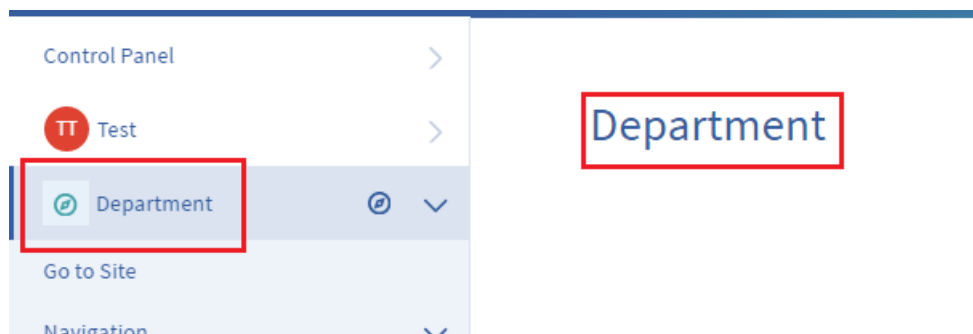 Control Panel
TT Test
Department
Go to Site
Navigation
Department